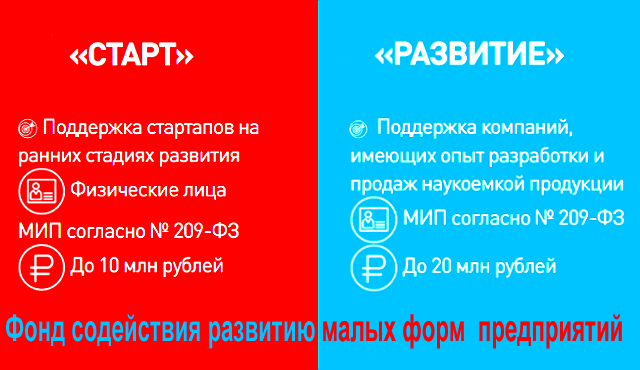 «СТАРТ»
Поддержка стартапов на
ранних стадиях развития
Физические лица
МИП согласно № 209-ФЗ
До 10 млн рублей
«РАЗВИТИЕ»
Поддержка компаний,
имеющих опыт разработки и
продаж наукоемкой продукции
МИП согласно № 209-ФЗ
До 20 млн рублей
Фонд содействия развитию малых форм предприятий